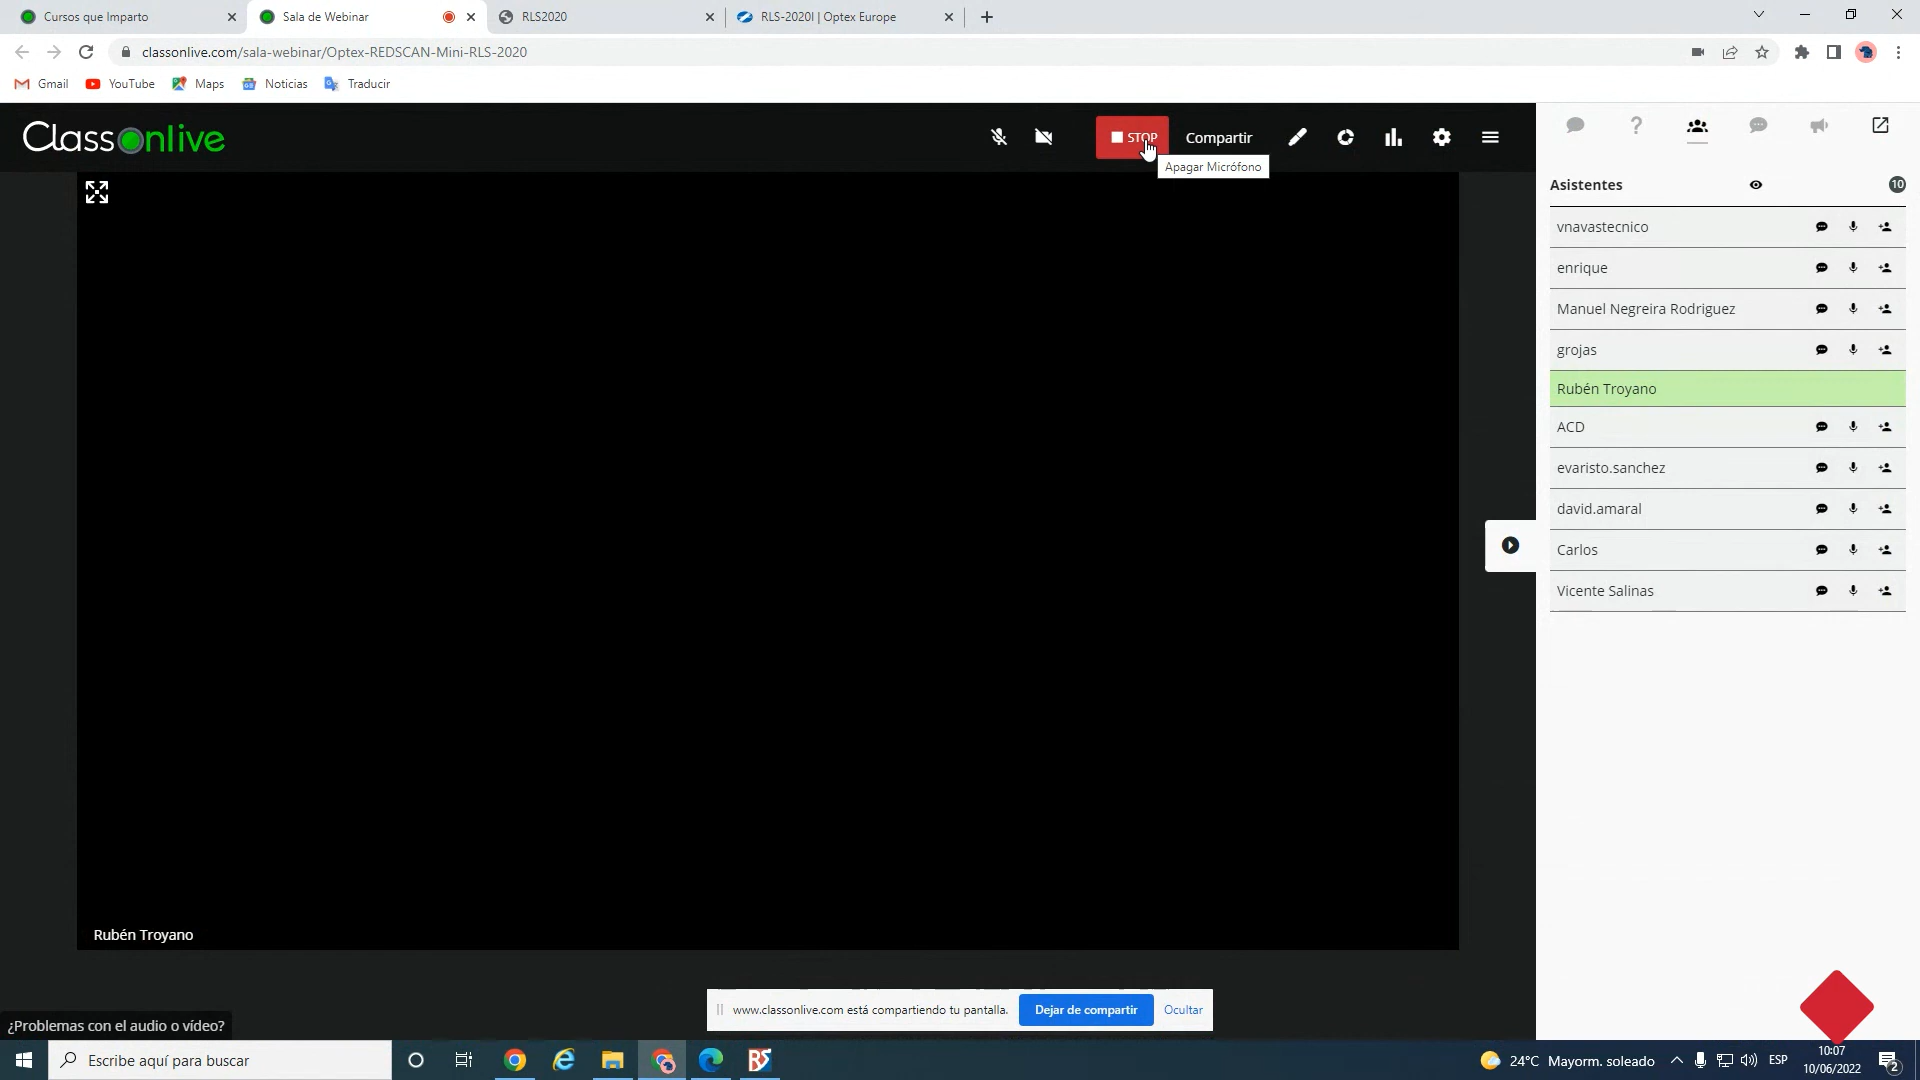 Cursos que Imparto
Sala de Webinar
RLS2020
RLS-2020I | Optex Europe
classonlive.com/sala-webinar/Optex-REDSCAN-Mini-RLS-2020
Gmail
YouTube
Maps
Noticias
Traducir
Classonlive
STOP
Compartir
Apagar Micrófono
Asistentes
10
vnavastecnico
enrique
Manuel Negreira Rodriguez
grojas
Rubén Troyano
ACD
evaristo.sanchez
david.amaral
Carlos
Vicente Salinas
Rubén Troyano
www.classonlive.com está compartiendo tu pantalla.
Dejar de compartir
Ocultar
¿Problemas con el audio o vídeo?
Escribe aquí para buscar
24°C Mayorm. soleado
ESP
10:07
10/06/2022
2